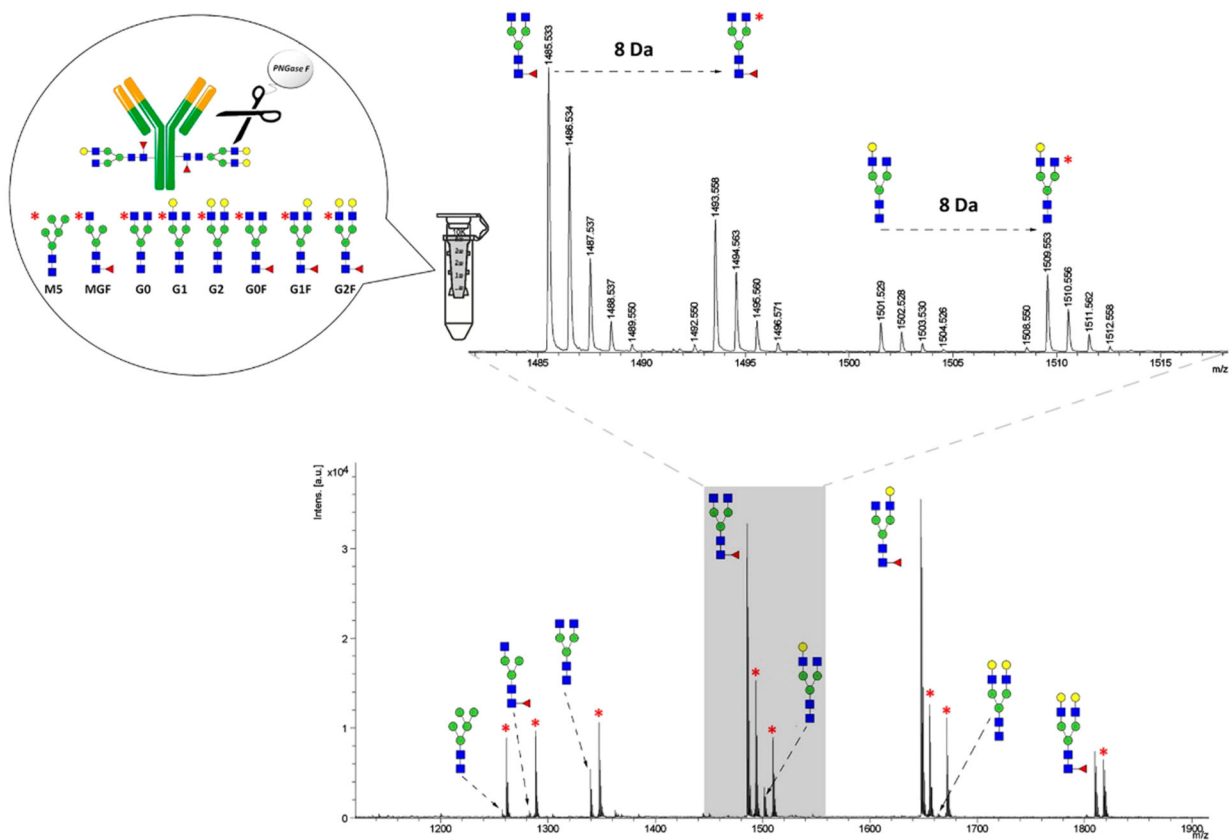 PNGase F
* * * * * * * *
M5 MGF G0 G1 G2 G0F G1F G2F
8 Da
*
8 Da
*
1485.533
1486.534
1487.537
1488.537
1489.550
1492.550
1493.558
1494.563
1495.560
1496.571
1501.529
1502.528
1503.530
1504.526
1508.550
1509.553
1510.556
1511.562
1512.558
1485 1490 1495 1500 1505 1510 1515
m/z
Intens. [a.u.]
x10⁴
3
2
1
0
* * * * * * * *
1200 1300 1400 1500 1600 1700 1800 1900
m/z